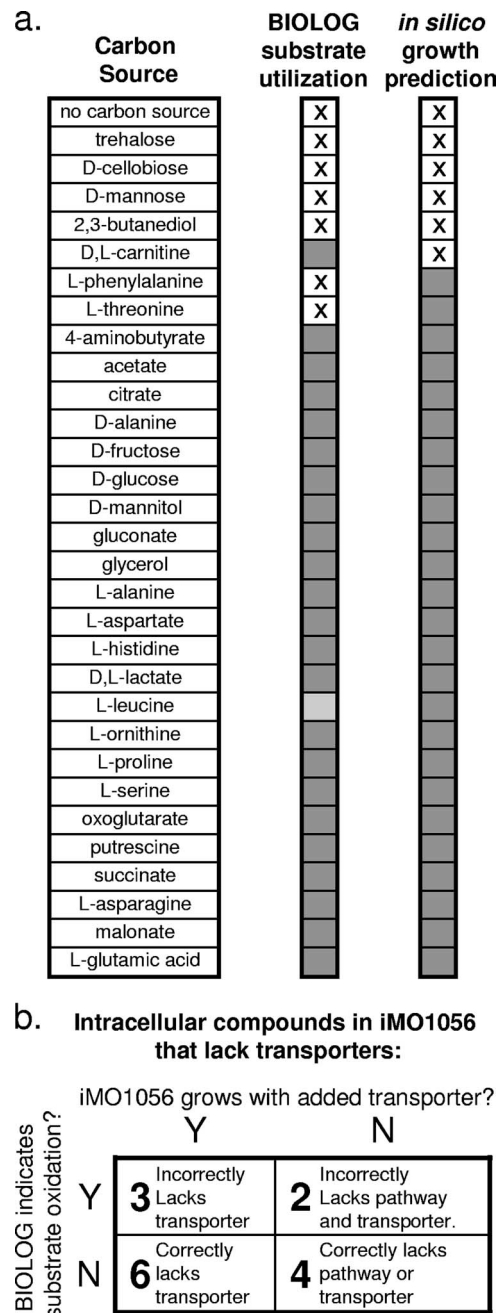 a.
Carbon
Source
BIOLOG
substrate
utilization
in silico
growth
prediction
no carbon source X X
trehalose X X
D-cellobiose X X
D-mannose X X
2,3-butanediol X X
D,L-carnitine X
L-phenylalanine X
L-threonine X
4-aminobutyrate
acetate
citrate
D-alanine
D-fructose
D-glucose
D-mannitol
gluconate
glycerol
L-alanine
L-aspartate
L-histidine
D,L-lactate
L-leucine
L-ornithine
L-proline
L-serine
oxoglutarate
putrescine
succinate
L-asparagine
malonate
L-glutamic acid
b. Intracellular compounds in iMO1056
that lack transporters:
iMO1056 grows with added transporter?
Y N
BIOLOG indicates
substrate oxidation?
Y
3 Incorrectly
Lacks
transporter
2 Incorrectly
Lacks pathway
and transporter.
N
6 Correctly
lacks
transporter
4 Correctly lacks
pathway or
transporter